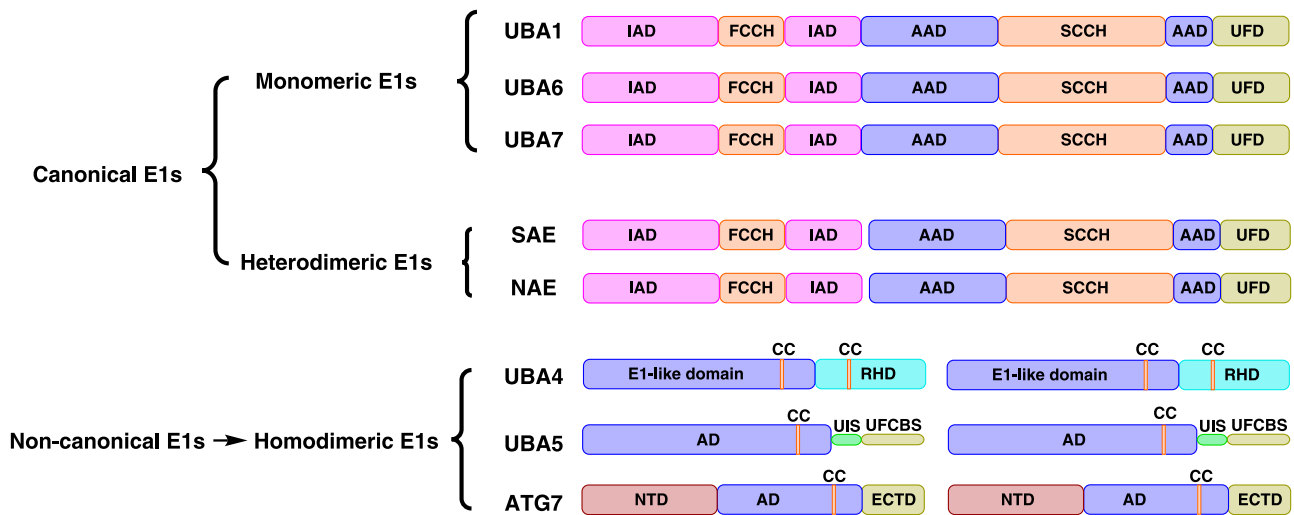 UBA1 IAD FCCH IAD AAD SCCH AAD UFD
Monomeric E1s
UBA6 IAD FCCH IAD AAD SCCH AAD UFD
UBA7 IAD FCCH IAD AAD SCCH AAD UFD
Canonical E1s
SAE IAD FCCH IAD AAD SCCH AAD UFD
Heterodimeric E1s
NAE IAD FCCH IAD AAD SCCH AAD UFD
CC CC CC CC
UBA4 E1-like domain RHD E1-like domain RHD
CC CC
UIS UFCBS UIS UFCBS
Non-canonical E1s Homodimeric E1s
UBA5 AD AD
CC CC
ATG7 NTD AD ECTD NTD AD ECTD